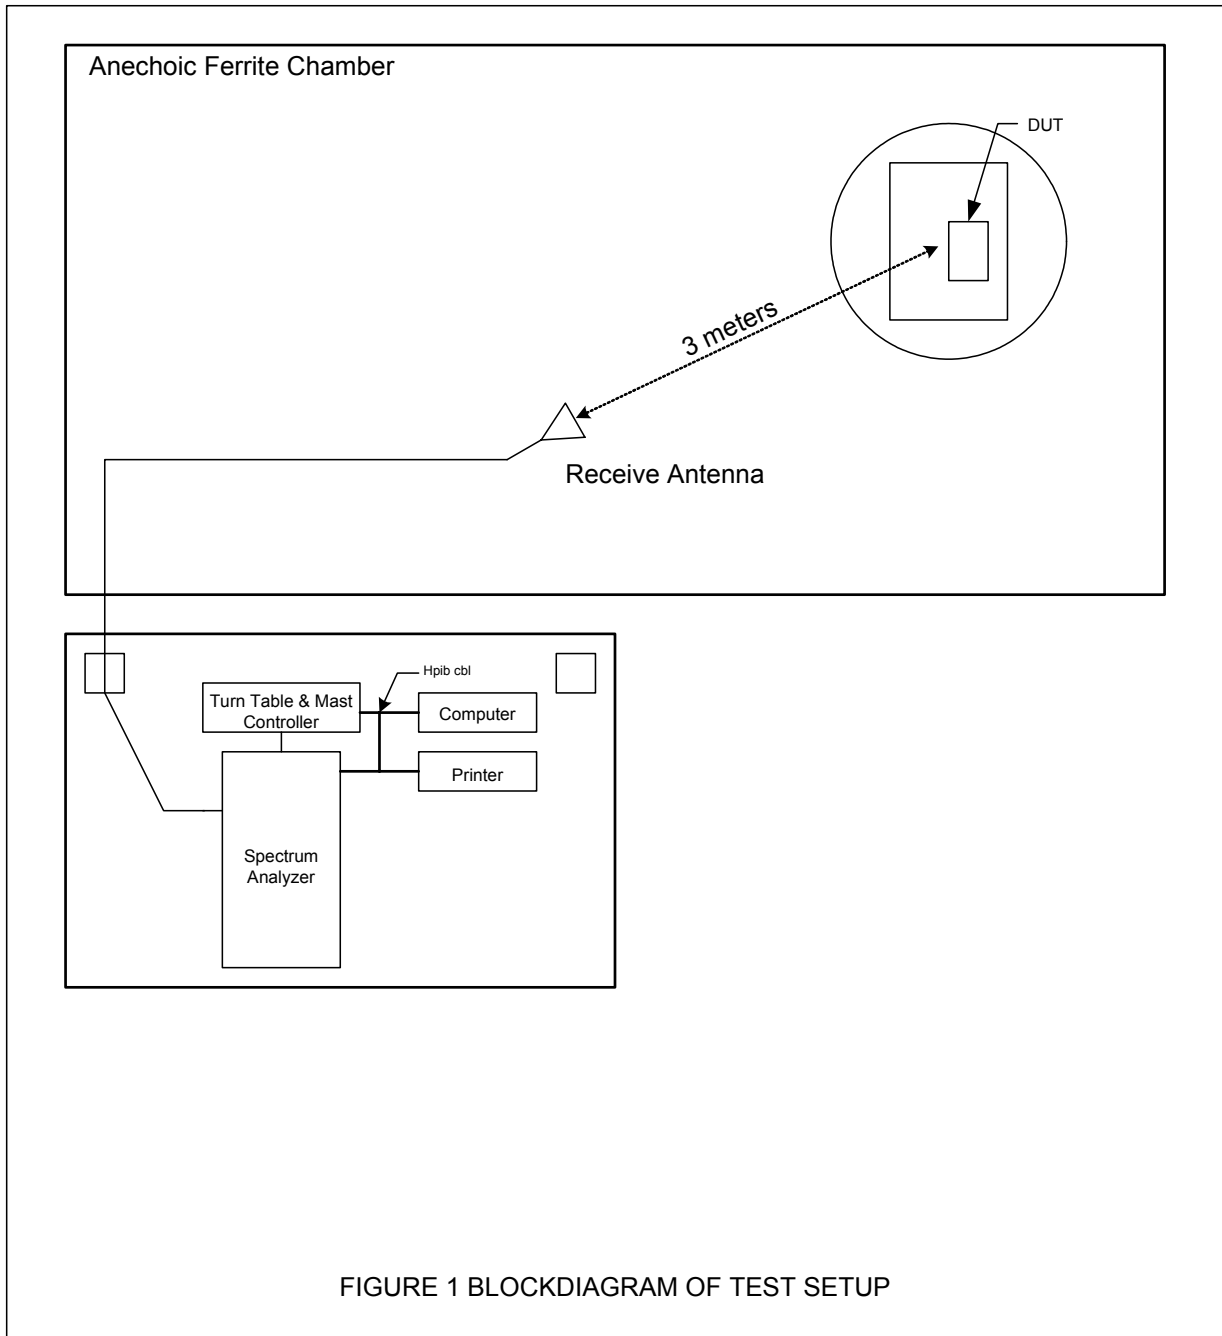 Anechoic Ferrite Chamber
DUT
3 meters
Receive Antenna
Hpib cbl
Turn Table & Mast
Controller
Computer
Printer
Spectrum
Analyzer
FIGURE 1 BLOCKDIAGRAM OF TEST SETUP